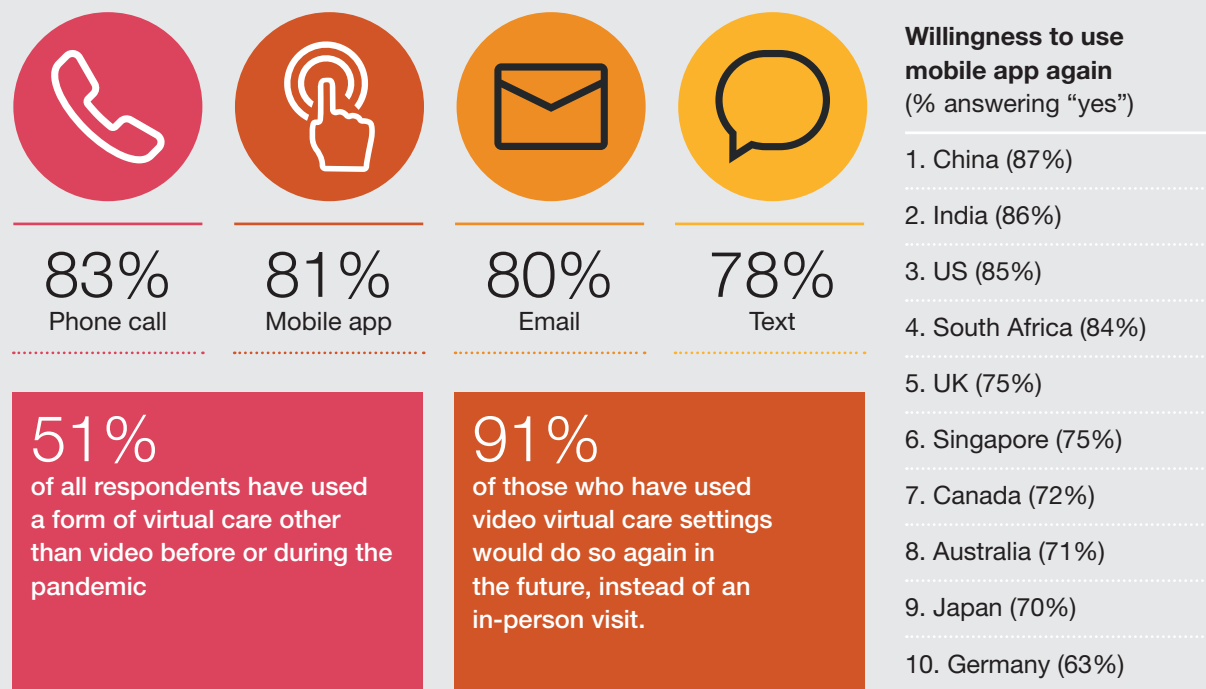 83%
Phone call
81%
Mobile app
80%
Email
78%
Text
51%
of all respondents have used
a form of virtual care other
than video before or during the
pandemic
91%
of those who have used
video virtual care settings
would do so again in
the future, instead of an
in-person visit.
Willingness to use
mobile app again
(% answering “yes”)
1. China (87%)
2. India (86%)
3. US (85%)
4. South Africa (84%)
5. UK (75%)
6. Singapore (75%)
7. Canada (72%)
8. Australia (71%)
9. Japan (70%)
10. Germany (63%)